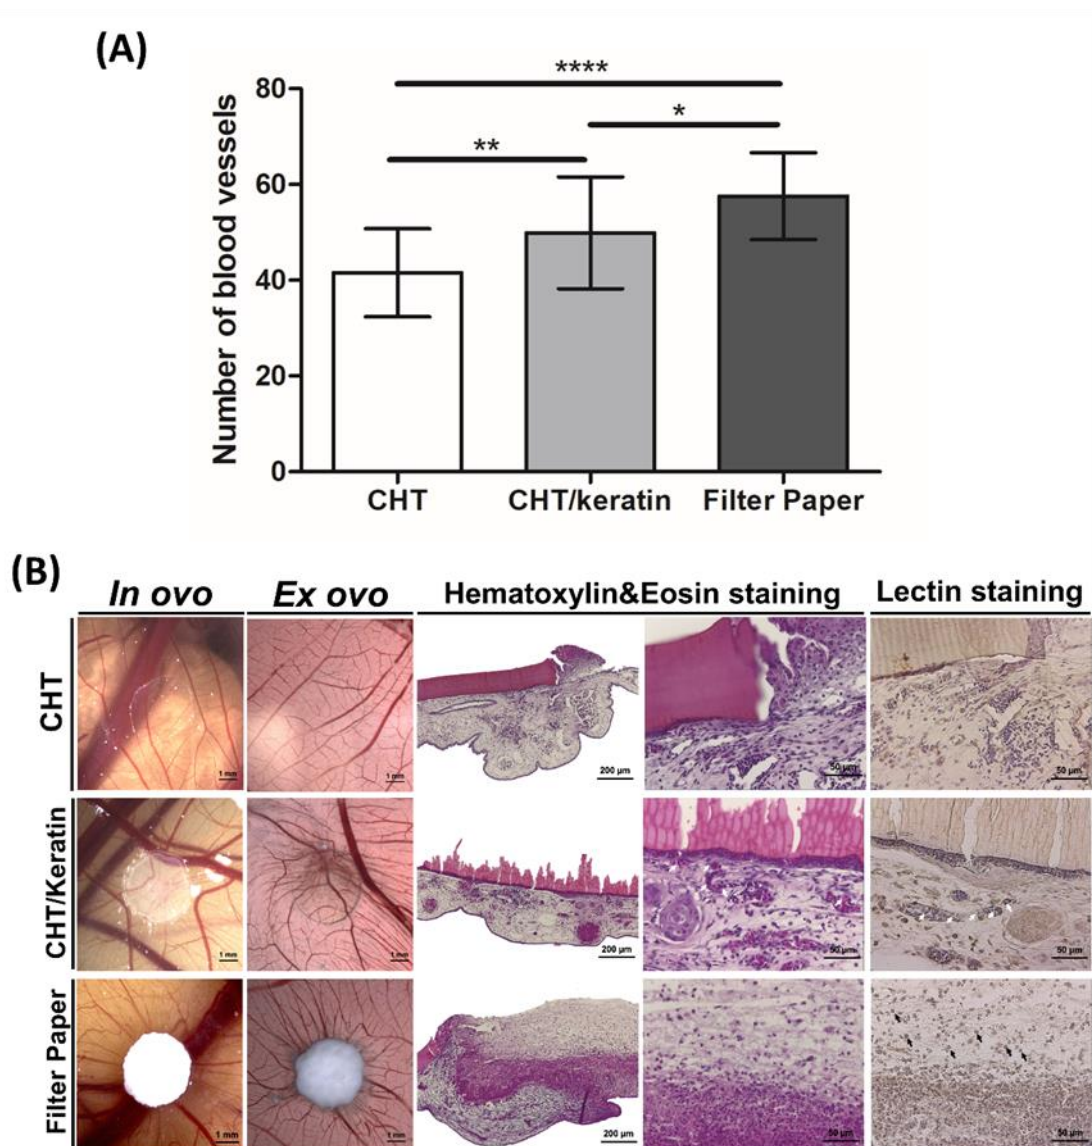 (A)
****
*
**
80
60
40
20
0
Number of blood vessels
CHT
CHT/keratin
Filter Paper
(B)
In ovo
Ex ovo
Hematoxylin&Eosin staining
Lectin staining
CHT
1 mm
1 mm
200 µm
50 µm
50 µm
CHT/Keratin
1 mm
1 mm
200 µm
50 µm
50 µm
Filter Paper
1 mm
1 mm
200 µm
50 µm
50 µm